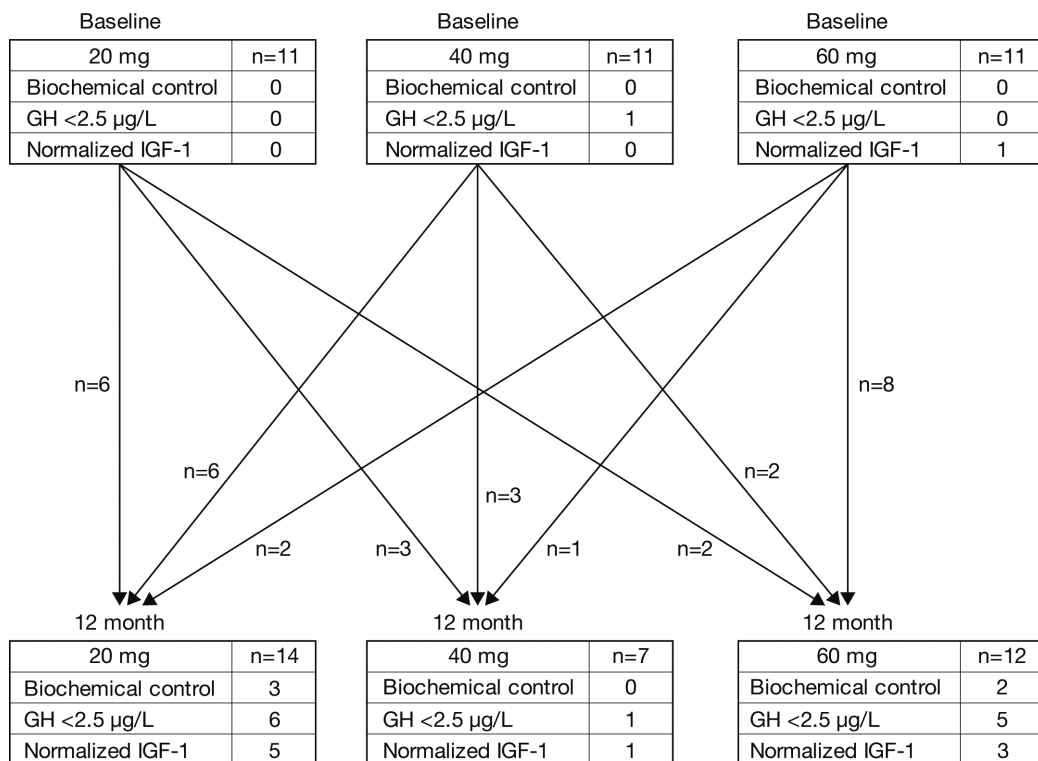 Baseline Baseline Baseline
20 mg n=11 40 mg n=11 60 mg n=11
Biochemical control 0 Biochemical control 0 Biochemical control 0
GH <2.5 µg/L 0 GH <2.5 µg/L 1 GH <2.5 µg/L 0
Normalized IGF-1 0 Normalized IGF-1 0 Normalized IGF-1 1
n=6 n=8
n=6 n=2
n=3
n=2 n=3 n=1 n=2
12 month 12 month 12 month
20 mg n=14 40 mg n=7 60 mg n=12
Biochemical control 3 Biochemical control 0 Biochemical control 2
GH <2.5 µg/L 6 GH <2.5 µg/L 1 GH <2.5 µg/L 5
Normalized IGF-1 5 Normalized IGF-1 1 Normalized IGF-1 3